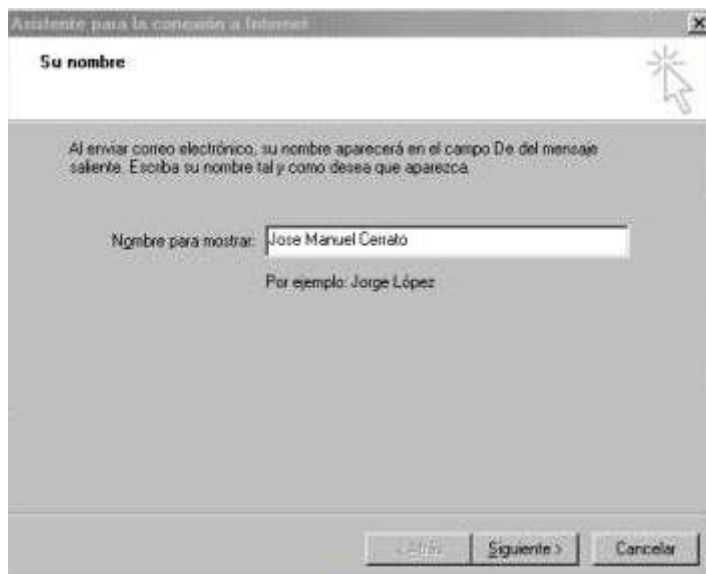 Asistente para la conexión a Internet
Su nombre
Al enviar correo electrónico, su nombre aparecerá en el campo De del mensaje
saliente. Escriba su nombre tal y como desea que aparezca.
Nombre para mostrar: Jose Manuel Cerrato
Por ejemplo: Jorge López
< Atrás
Siguiente >
Cancelar